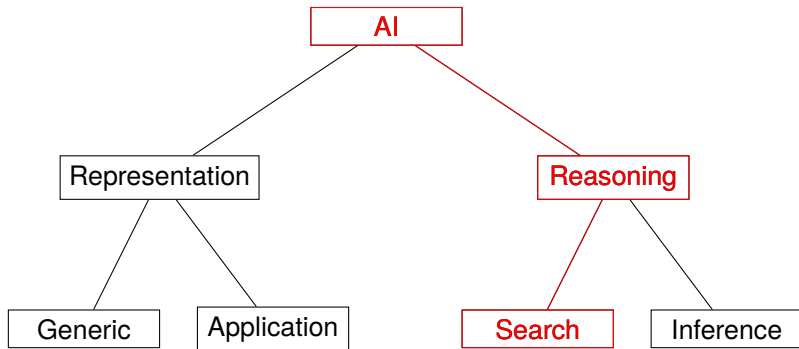 AI
Representation
Reasoning
Generic
Application
Search
Inference